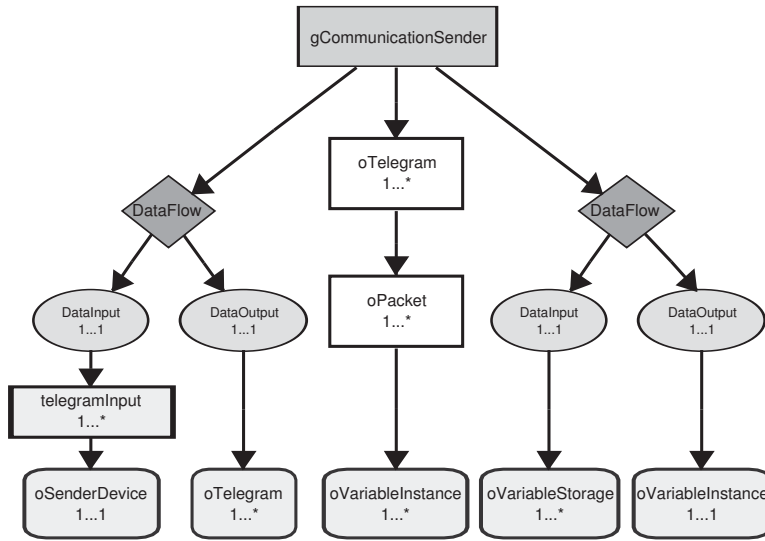 gCommunicationSender
oTelegram
1...*
DataFlow
DataFlow
oPacket
1...*
DataInput
1...1
DataOutput
1...1
DataInput
1...1
DataOutput
1...1
telegramInput
1...*
oSenderDevice
1...1
oTelegram
1...*
oVariableInstance
1...*
oVariableStorage
1...*
oVariableInstance
1...1